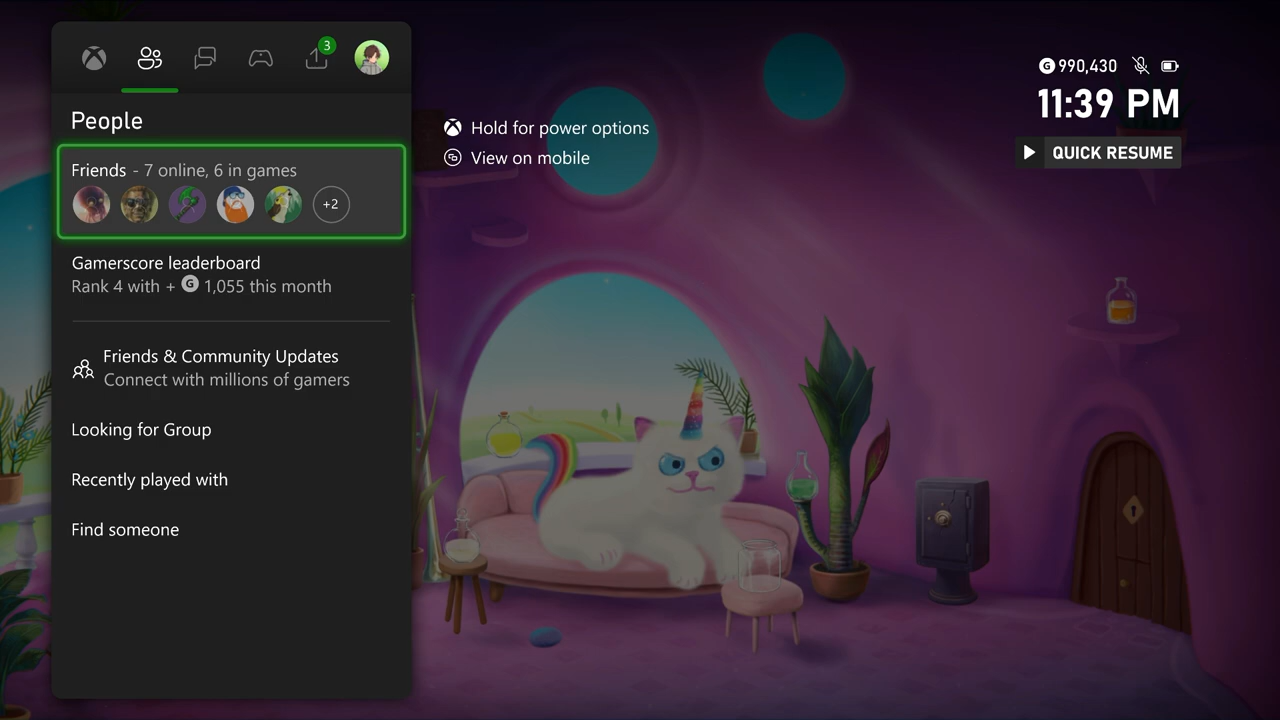 3
People
Friends - 7 online, 6 in games
+2
Gamerscore leaderboard
Rank 4 with + G 1,055 this month
Friends & Community Updates
Connect with millions of gamers
Looking for Group
Recently played with
Find someone
Hold for power options
View on mobile
G 990,430
11:39 PM
QUICK RESUME